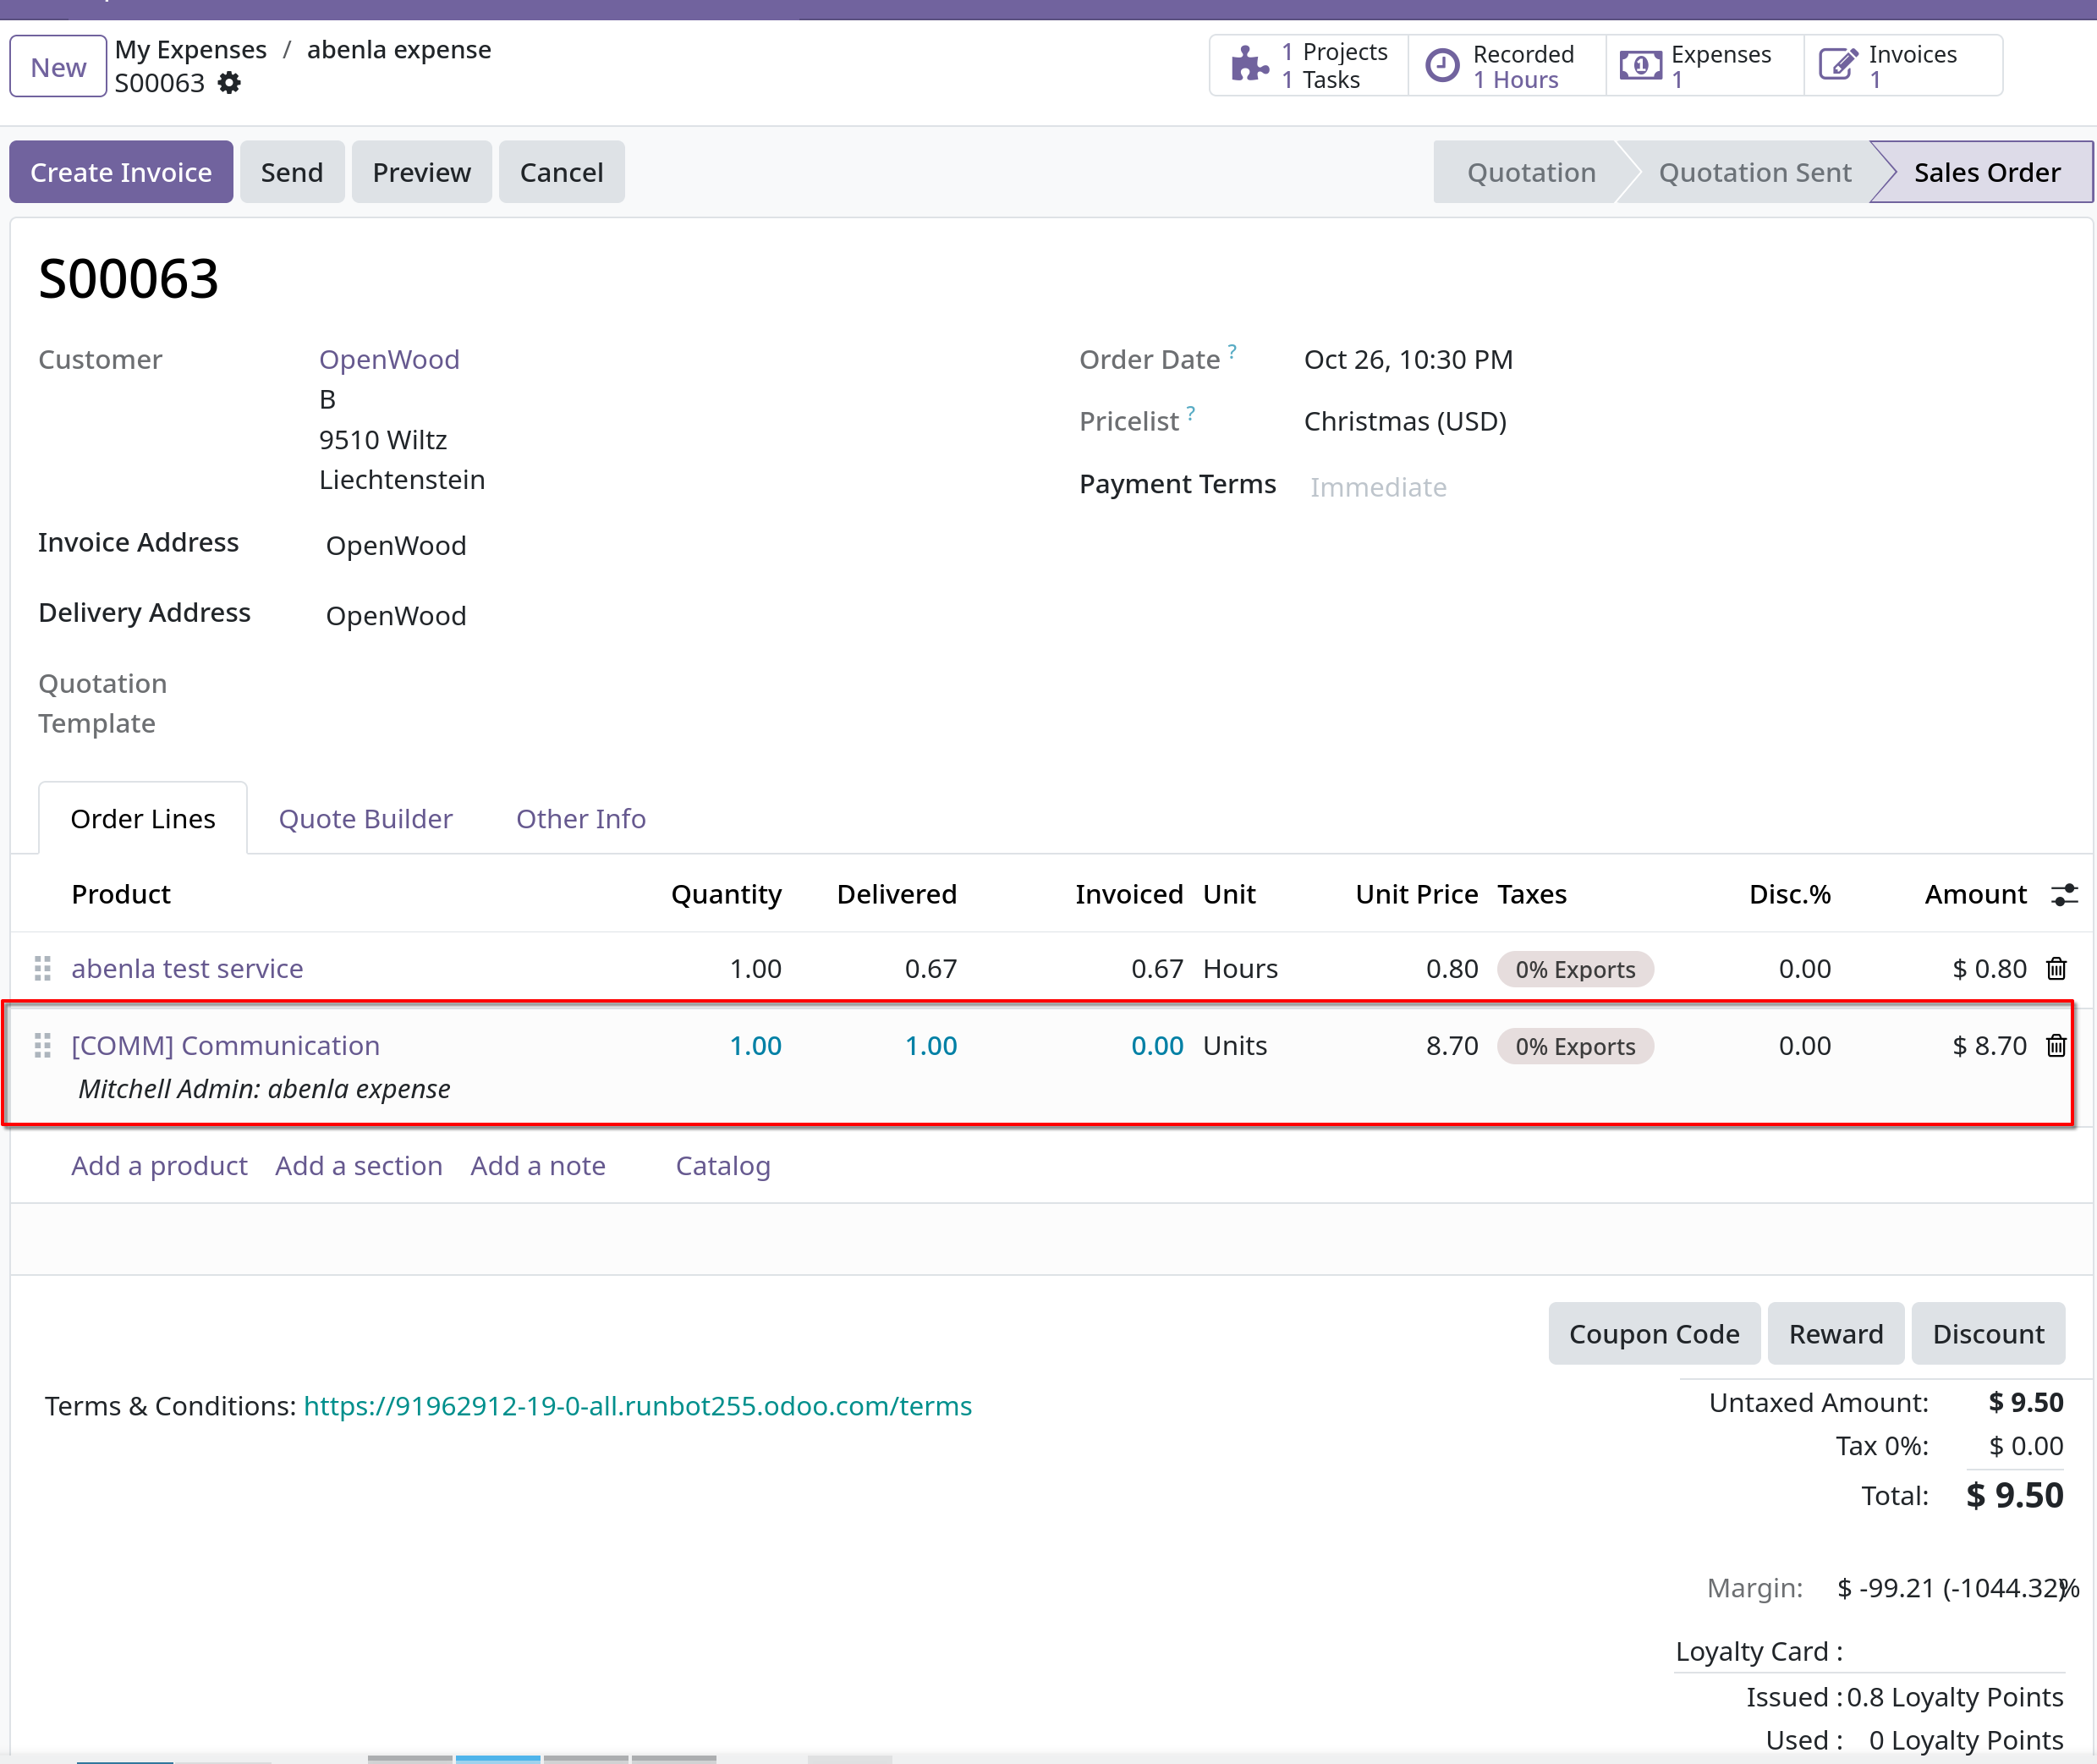 New
My Expenses / abenla expense
S00063
1 Projects
1 Tasks
Recorded
1 Hours
Expenses
1
Invoices
1
Create Invoice
Send
Preview
Cancel
Quotation
Quotation Sent
Sales Order
S00063
Customer
OpenWood
B
9510 Wiltz
Liechtenstein
Order Date ?
Oct 26, 10:30 PM
Pricelist ?
Christmas (USD)
Payment Terms
Immediate
Invoice Address
OpenWood
Delivery Address
OpenWood
Quotation
Template
Order Lines
Quote Builder
Other Info
Product Quantity Delivered Invoiced Unit Unit Price Taxes Disc.% Amount
abenla test service 1.00 0.67 0.67 Hours 0.80 0% Exports 0.00 $ 0.80
[COMM] Communication 1.00 1.00 0.00 Units 8.70 0% Exports 0.00 $ 8.70
Mitchell Admin: abenla expense
Add a product Add a section Add a note Catalog
Coupon Code
Reward
Discount
Terms & Conditions: https://91962912-19-0-all.runbot255.odoo.com/terms
Untaxed Amount: $ 9.50
Tax 0%: $ 0.00
Total: $ 9.50
Margin: $ -99.21 (-1044.32)%
Loyalty Card :
Issued : 0.8 Loyalty Points
Used : 0 Loyalty Points